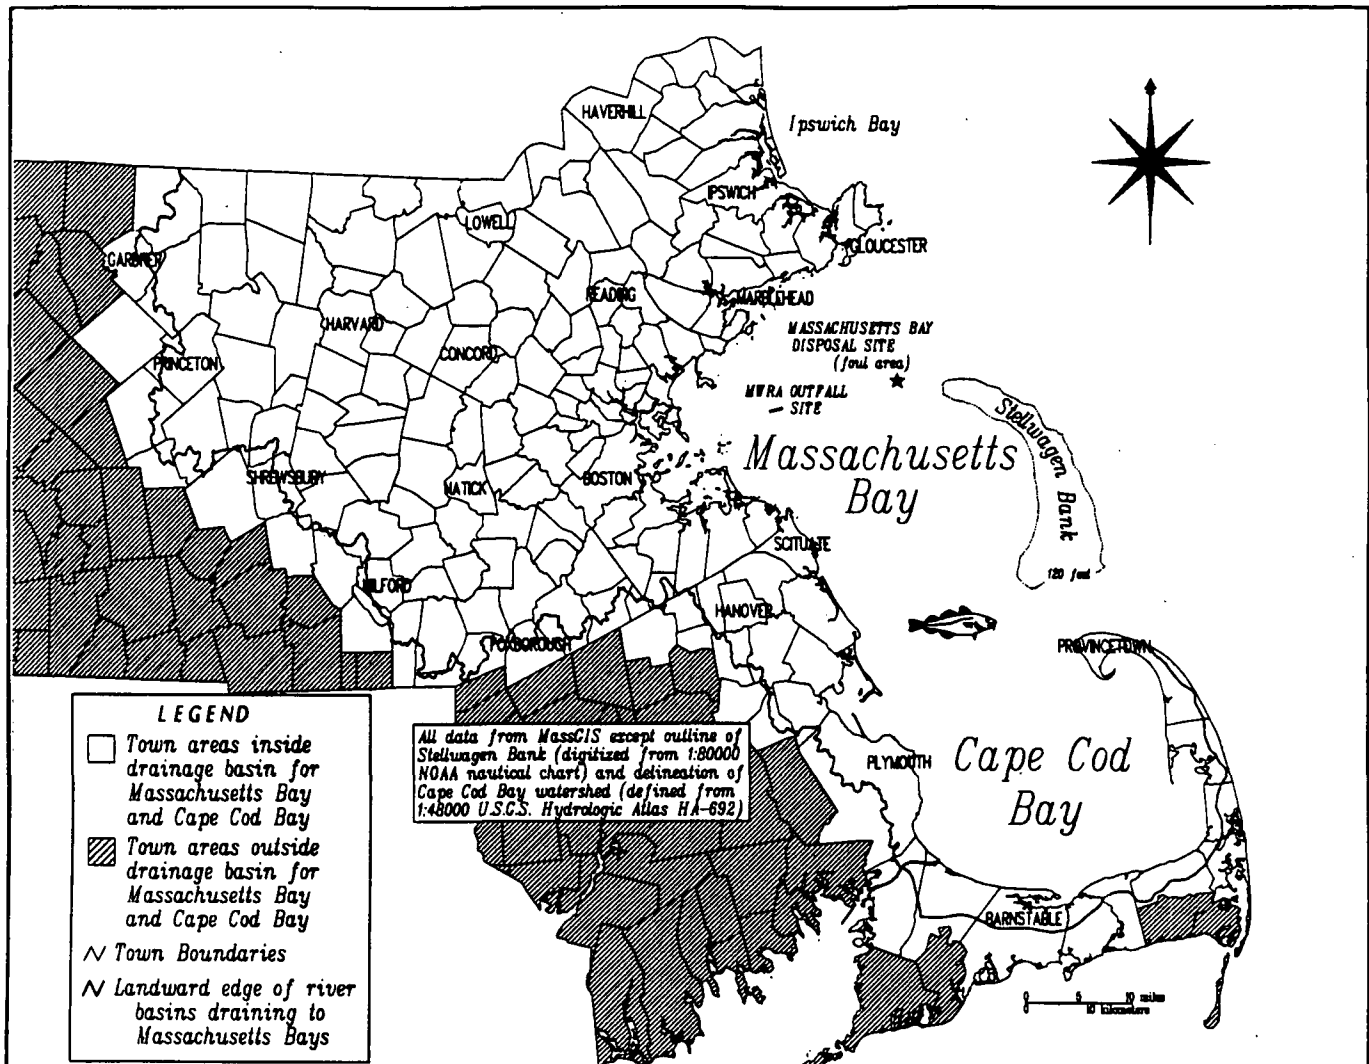 HAVERHILL
Ipswich Bay
IPSWICH
LOWELL
GLOUCESTER
GARDNER
READING
MARBLEHEAD
HARVARD
MASSACHUSETTS BAY
DISPOSAL SITE
(foul area)
CONCORD
PRINCETON
MWRA OUTFALL
SITE
Stellwagen Bank
Massachusetts
Bay
SHREWSBURY
NATICK
BOSTON
SCITUATE
120 feet
MILFORD
HANOVER
FOXBOROUGH
PROVINCETOWN
LEGEND
Town areas inside
drainage basin for
Massachusetts Bay
and Cape Cod Bay
Town areas outside
drainage basin for
Massachusetts Bay
and Cape Cod Bay
Town Boundaries
Landward edge of river
basins draining to
Massachusetts Bays
All data from MassGIS except outline of
Stellwagen Bank (digitized from 1:80000
NOAA nautical chart) and delineation of
Cape Cod Bay watershed (defined from
1:48000 U.S.G.S. Hydrologic Atlas HA-692)
PLYMOUTH
Cape Cod
Bay
BARNSTABLE
0 5 10 miles
0 10 kilometers